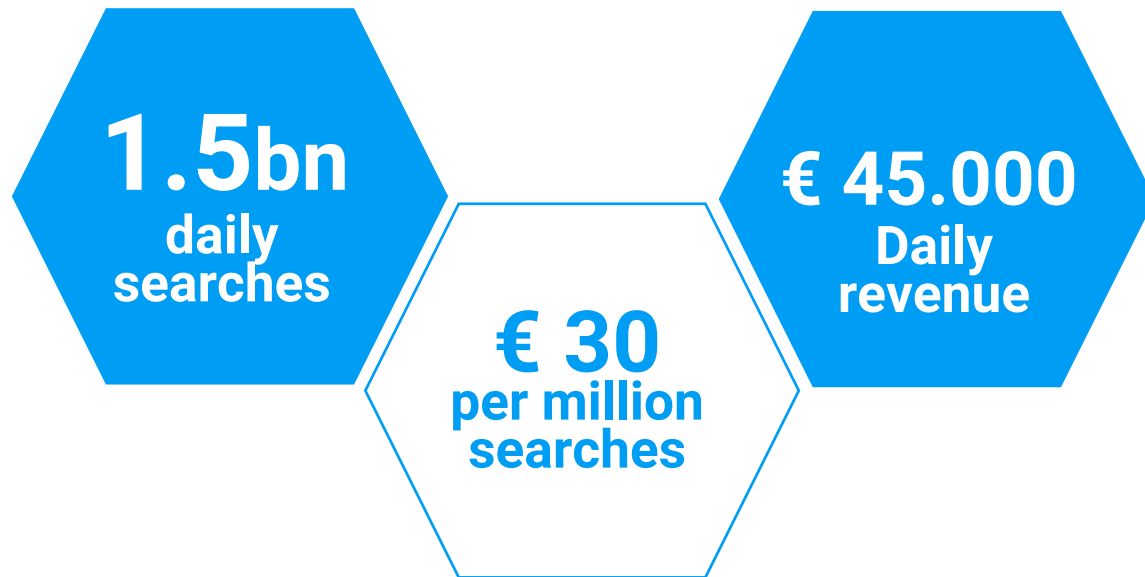 1.5bn
daily
searches
€ 30
per million
searches
€ 45.000
Daily
revenue